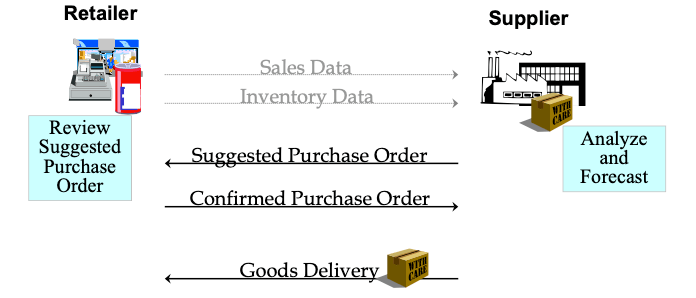 Retailer
Supplier
Sales Data
Inventory Data
WITH
CARE
Review
Suggested
Purchase
Order
Analyze
and
Forecast
Suggested Purchase Order
Confirmed Purchase Order
Goods Delivery
WITH
CARE